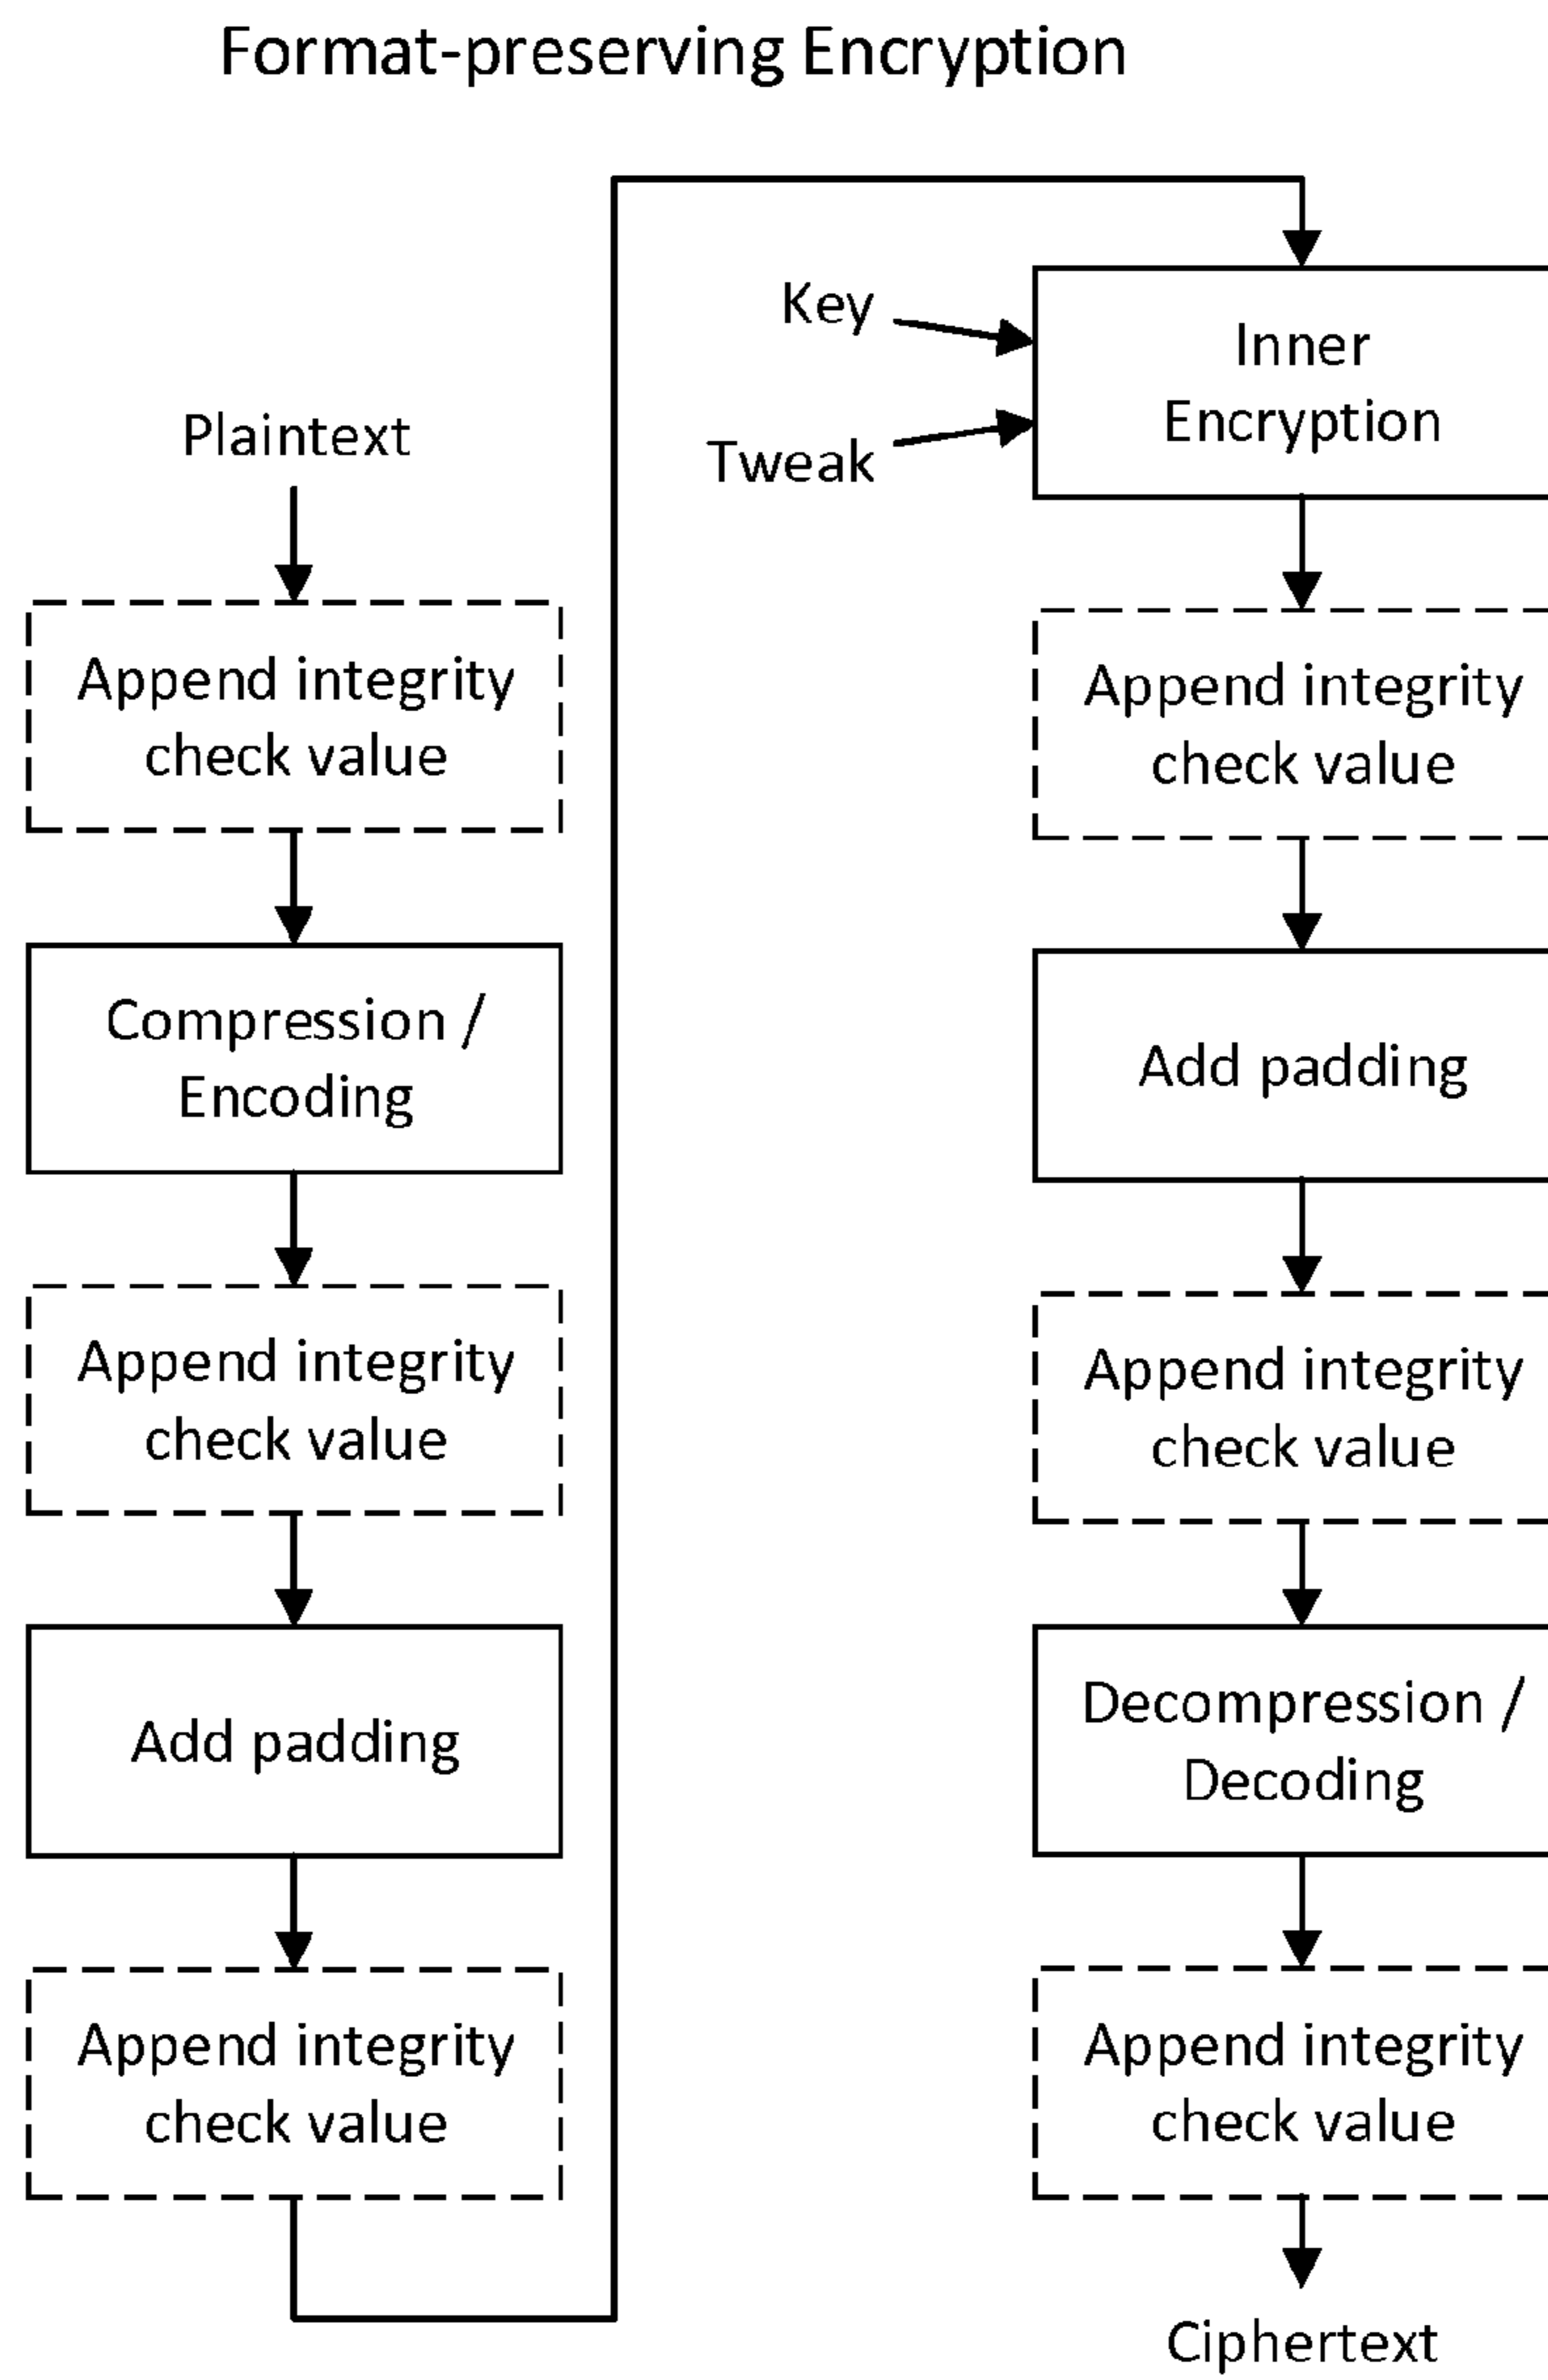 Format-preserving Encryption
Plaintext
Append integrity
check value
Compression /
Encoding
Append integrity
check value
Add padding
Append integrity
check value
Key
Tweak
Inner
Encryption
Append integrity
check value
Add padding
Append integrity
check value
Decompression /
Decoding
Append integrity
check value
Ciphertext